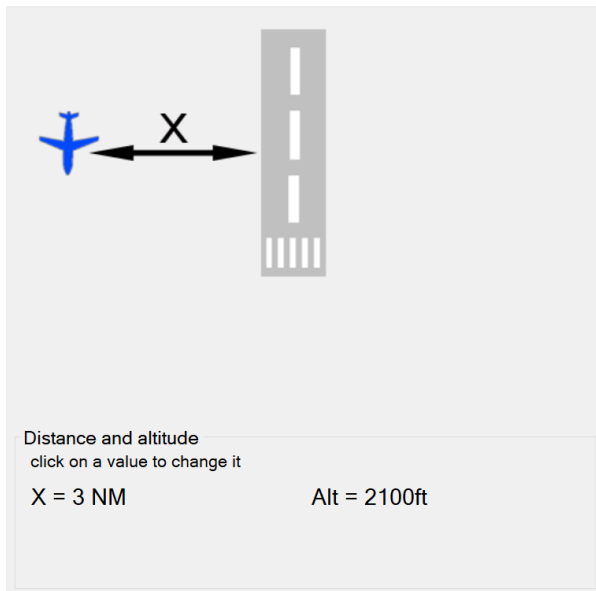 X
Distance and altitude
click on a value to change it
X = 3 NM Alt = 2100ft